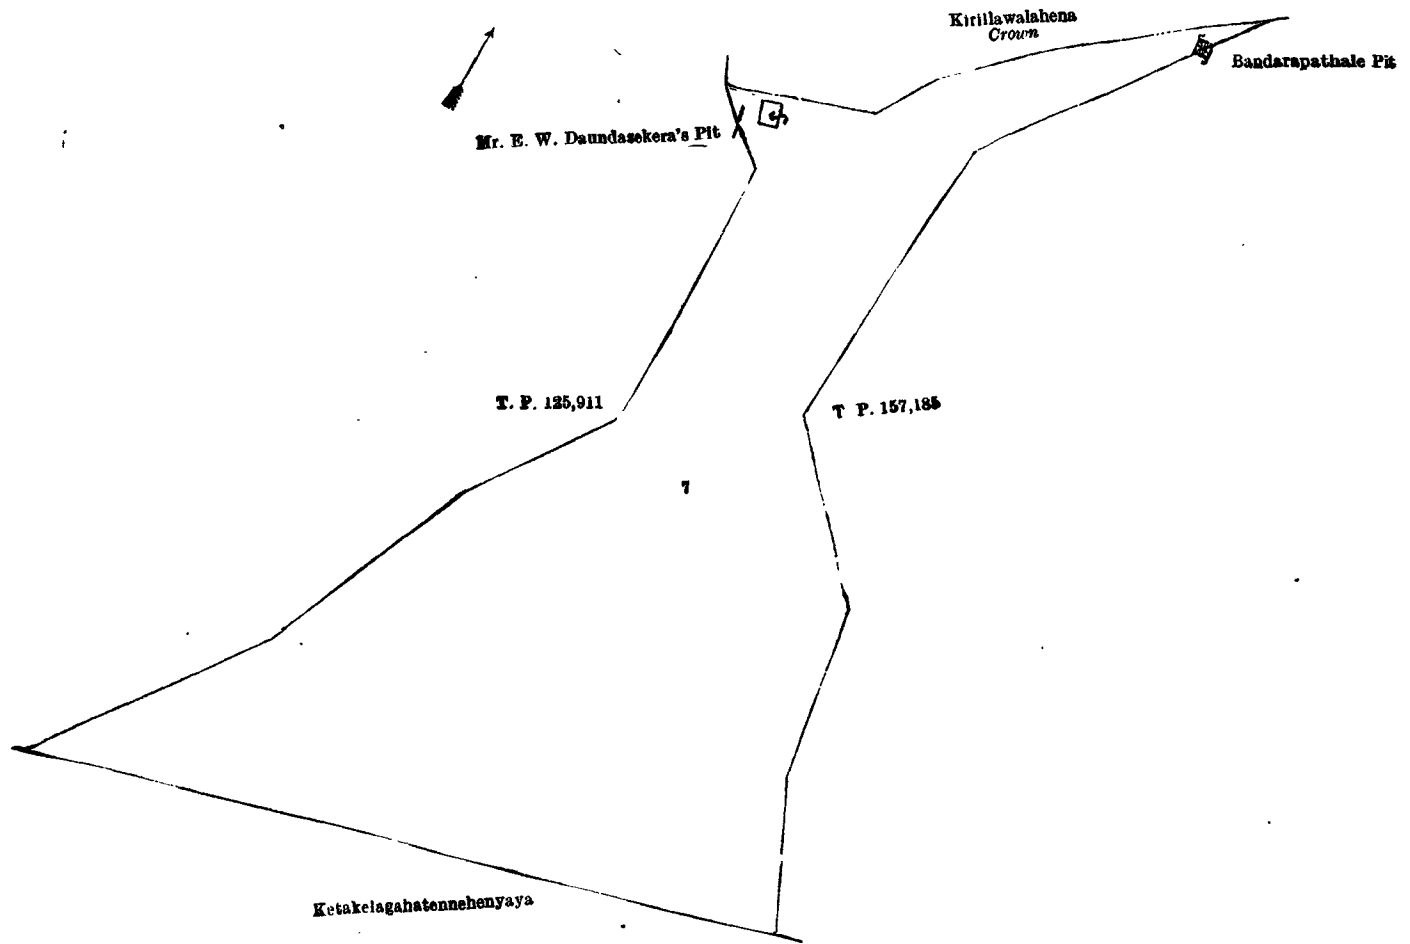 Kirillawalahena
Crown
Bandarapathale Pit
Mr. E. W. Daundasekera's Pit
T. P. 125,911
T P. 157,185
7
Ketakelagahatennehenyaya